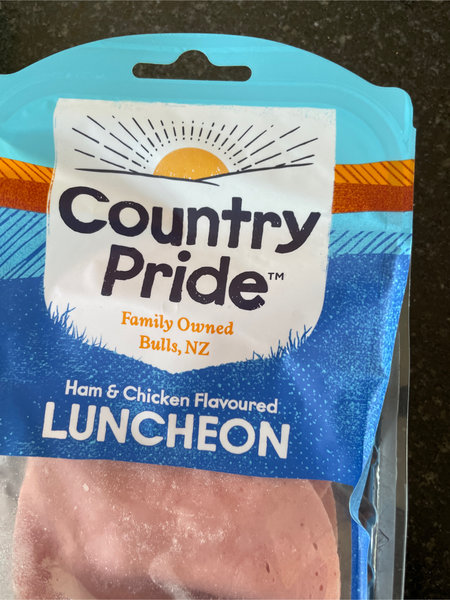 Country
Pride™
Family Owned
Bulls, NZ
Ham & Chicken Flavoured
LUNCHEON